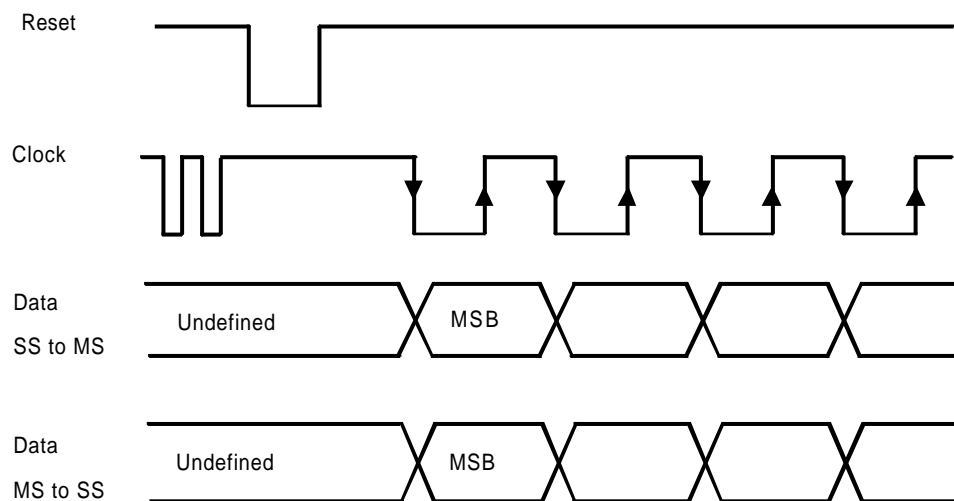 Reset
Clock
Data
SS to MS
Undefined
MSB
Data
MS to SS
Undefined
MSB